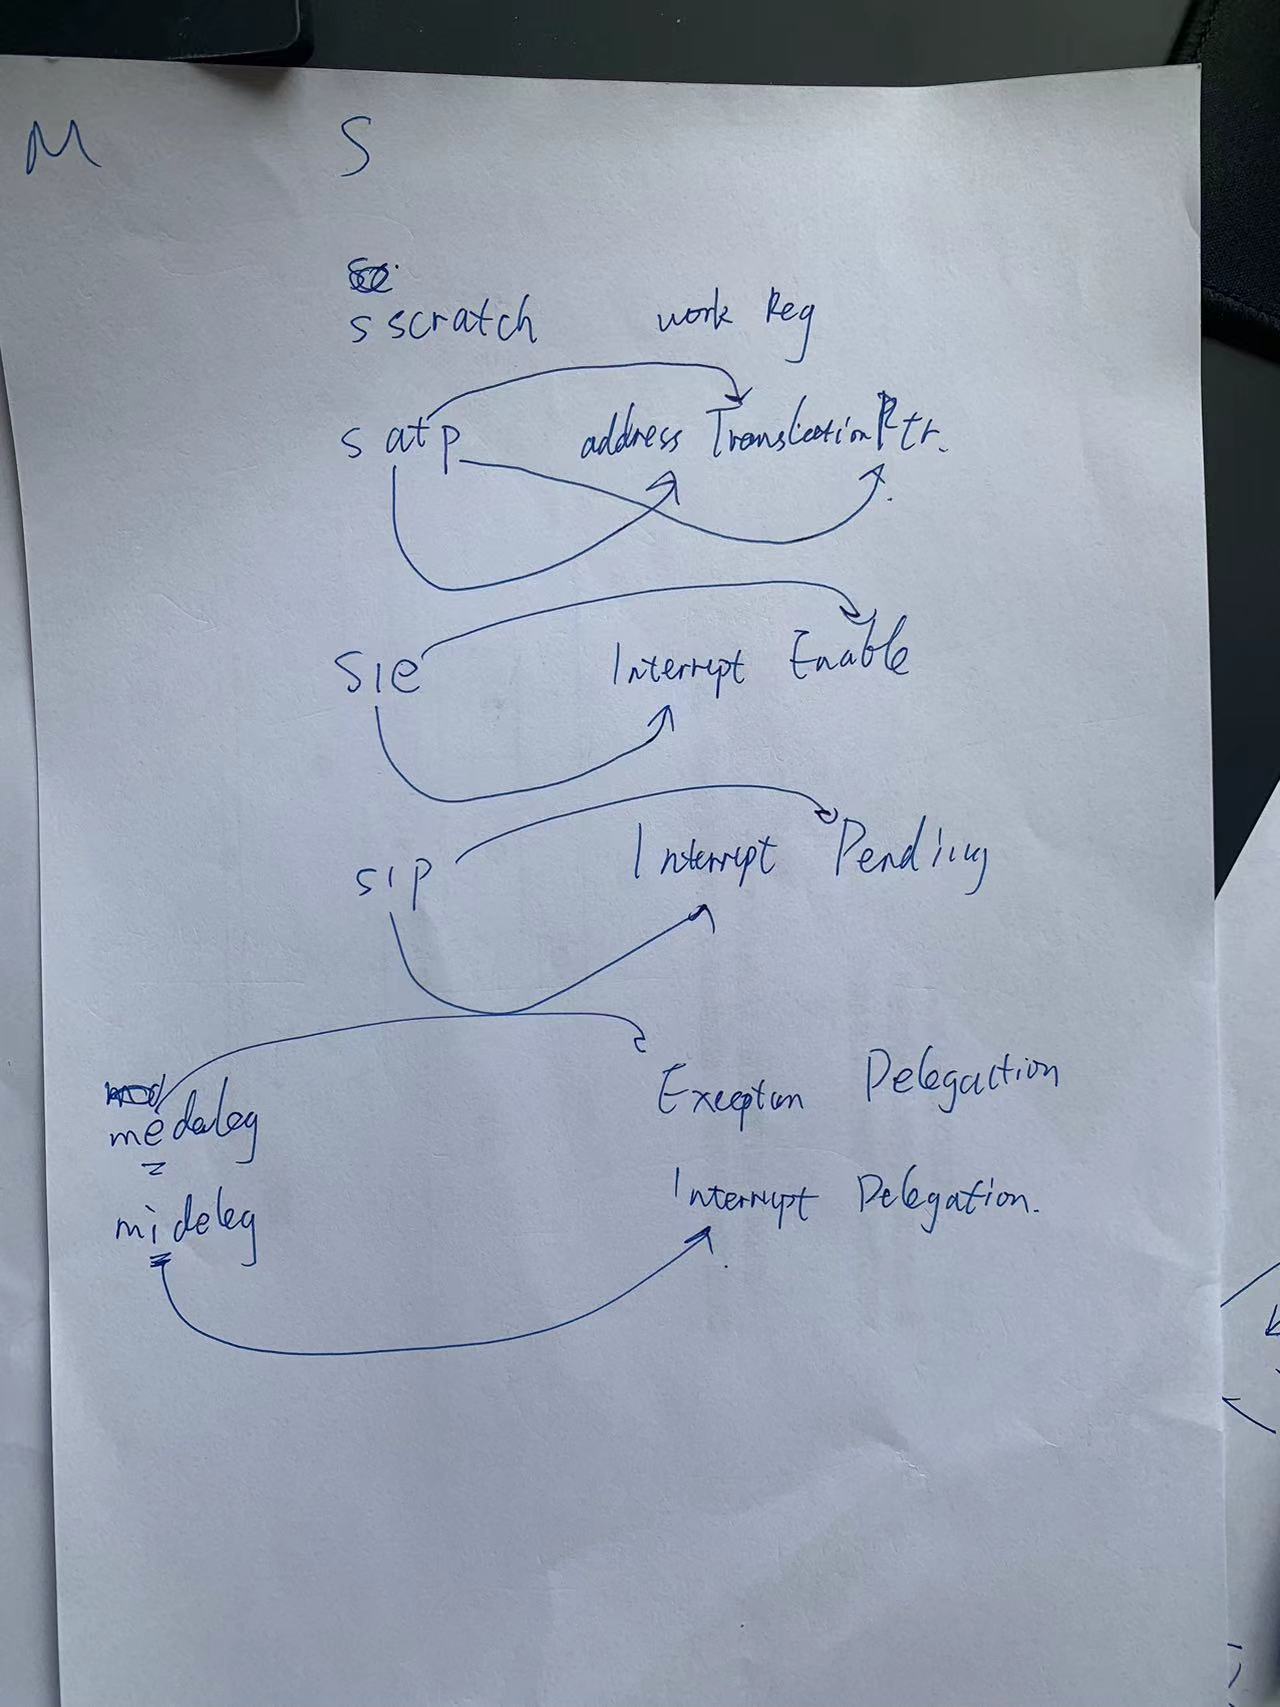 M S
sscratch work Reg
satp address Translation Ptr.
sie Interrupt Enable
sip Interrupt Pending
medeleg Exception Delegation
mideleg Interrupt Delegation.